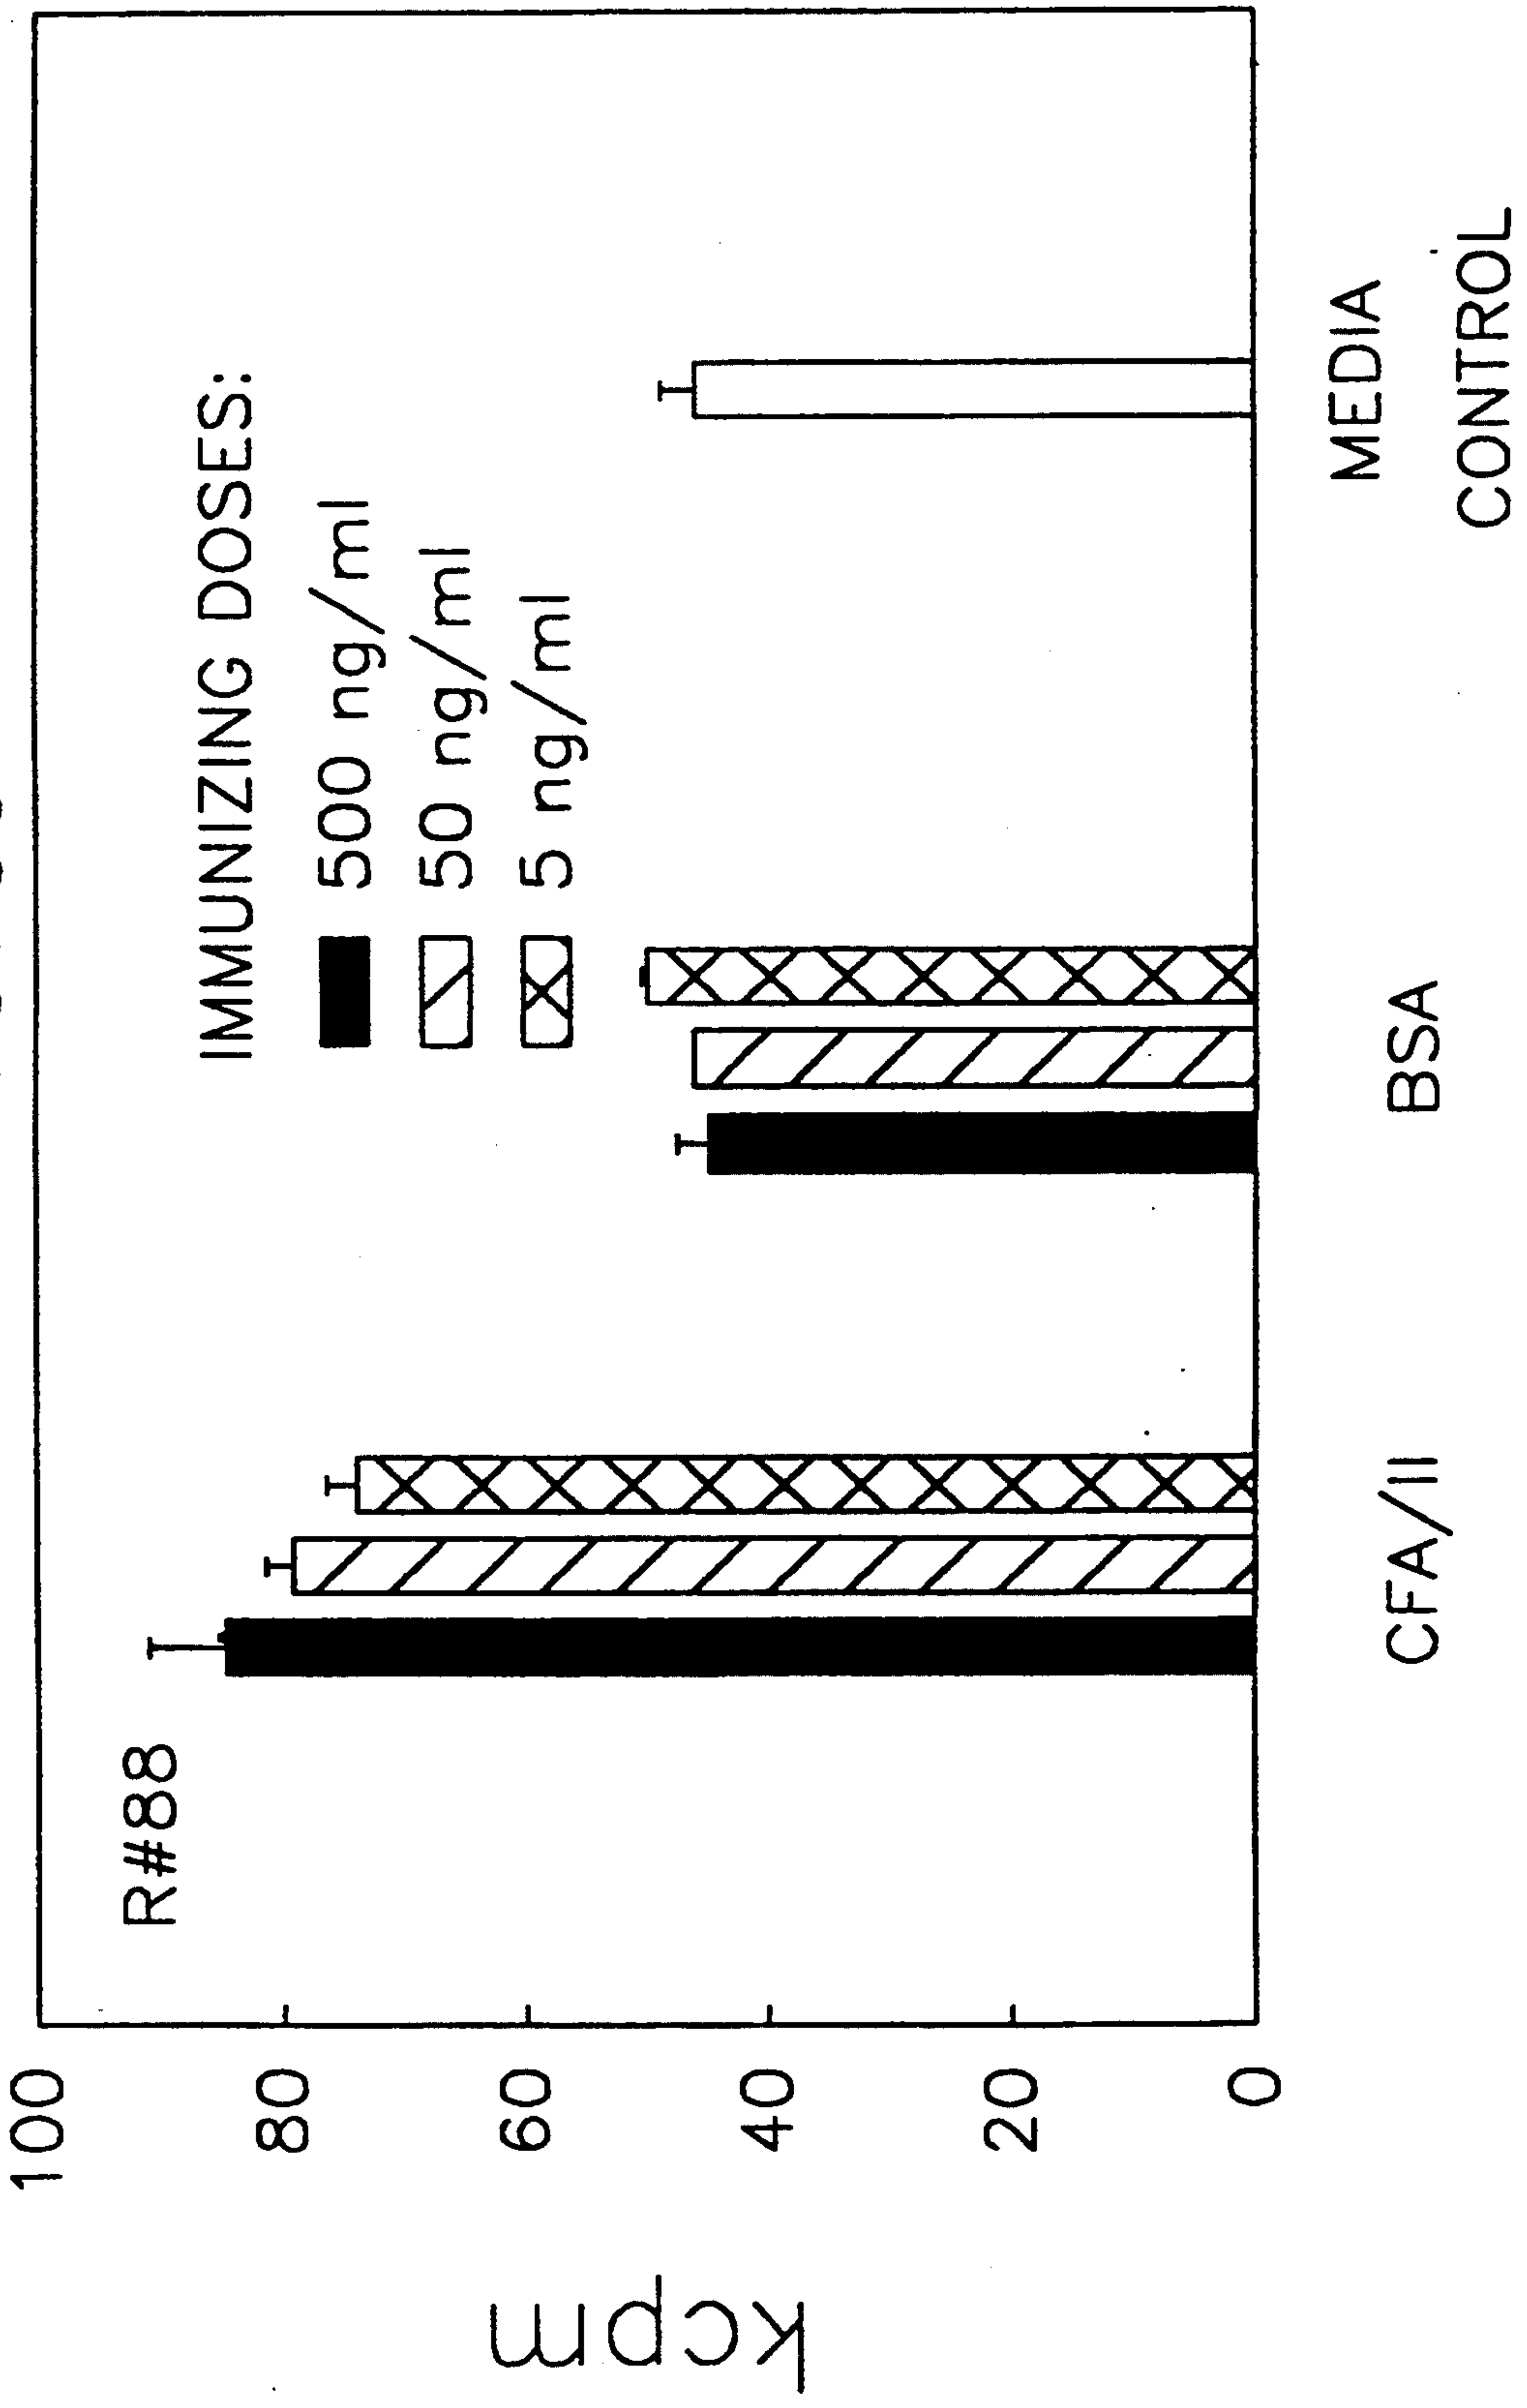 R#88
IMMUNIZING DOSES:
500 ng/ml
50 ng/ml
5 ng/ml
kcpm
100
80
60
40
20
0
CFA/II
BSA
MEDIA
CONTROL